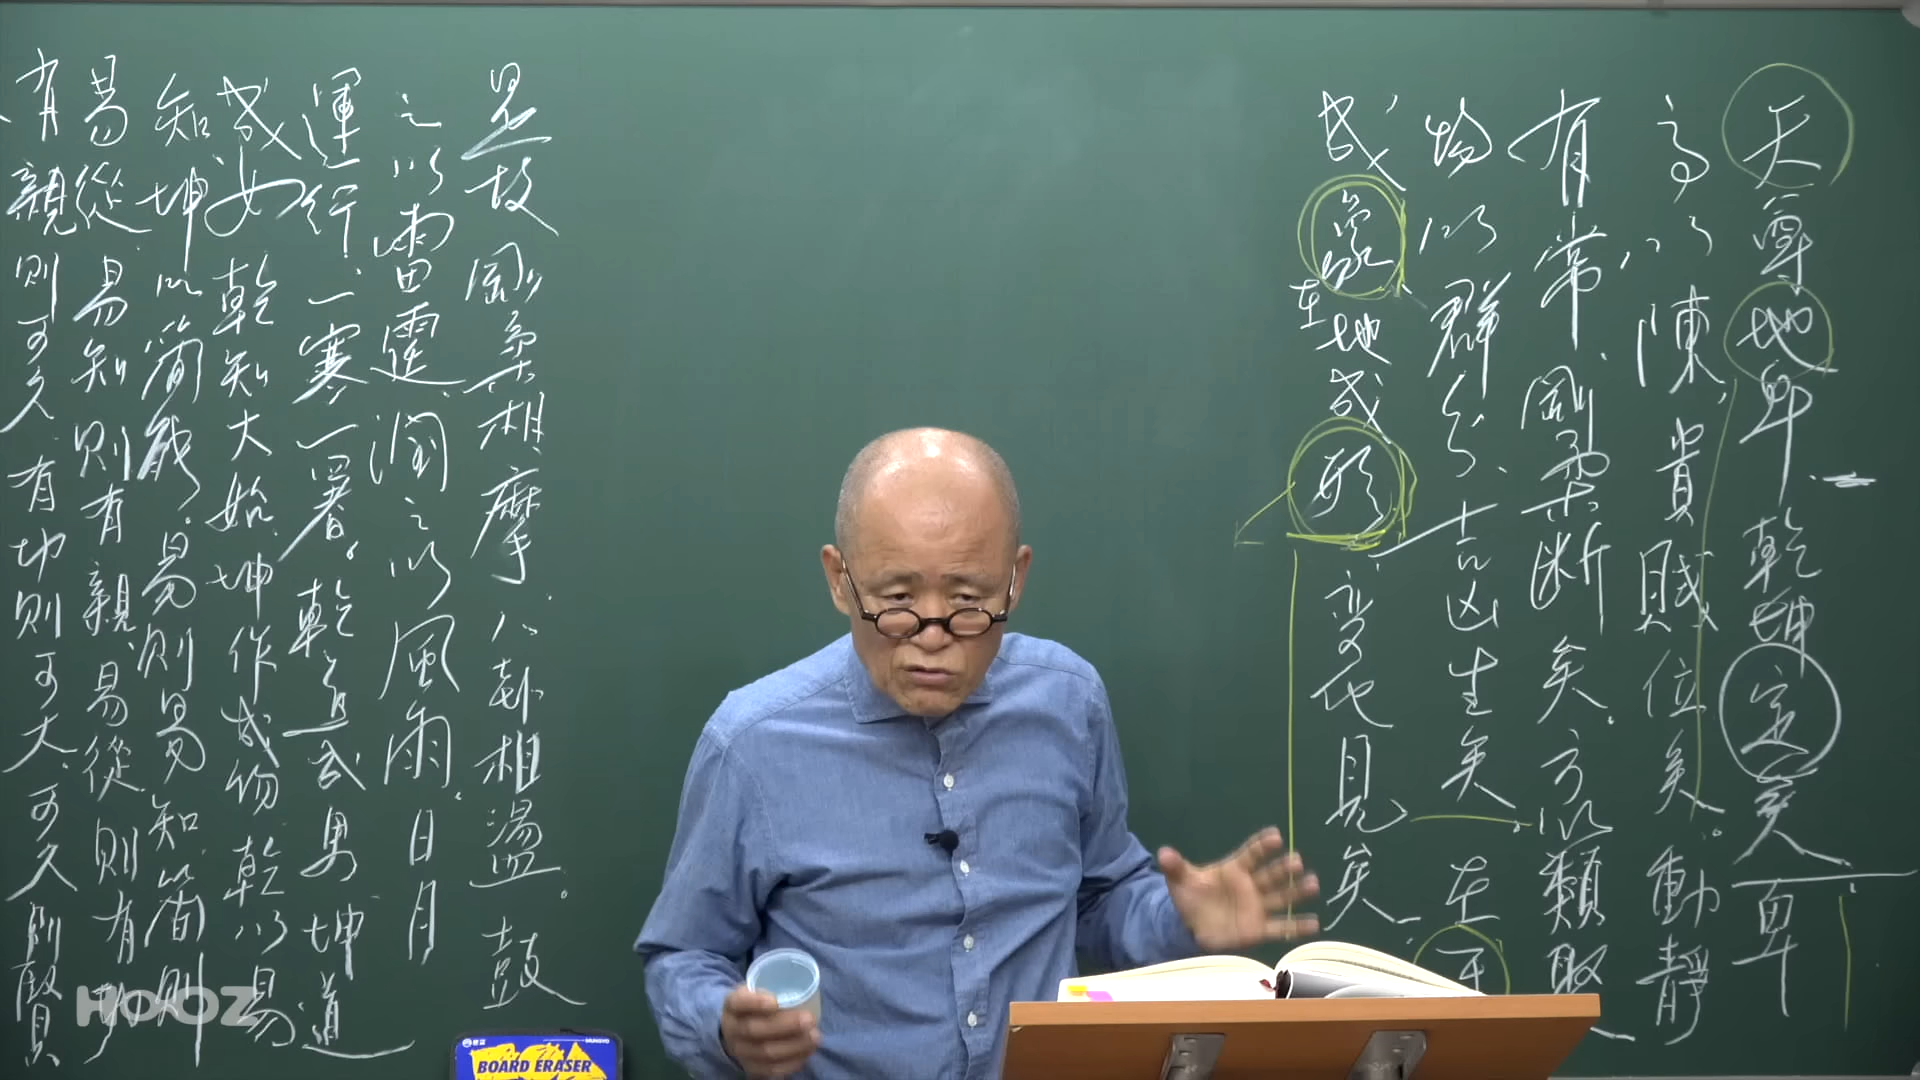 天尊地卑 乾坤定矣 卑
高以陳 貴賤位矣 動靜
有常 剛柔斷矣 方以類聚
物以群分 吉凶生矣 在天
成象 在地成形 變化見矣
是故剛柔相摩 八卦相盪 鼓
之以雷霆 潤之以風雨 日月
運行 一寒一暑 乾道成男 坤道
成女 乾知大始 坤作成物 乾以易
知 坤以簡能 易則易知 簡則
易從 易知則有親 易從則有功
有親則可久 有功則可大 可久則賢
HOOZ
BOARD ERASER
MUNGYO